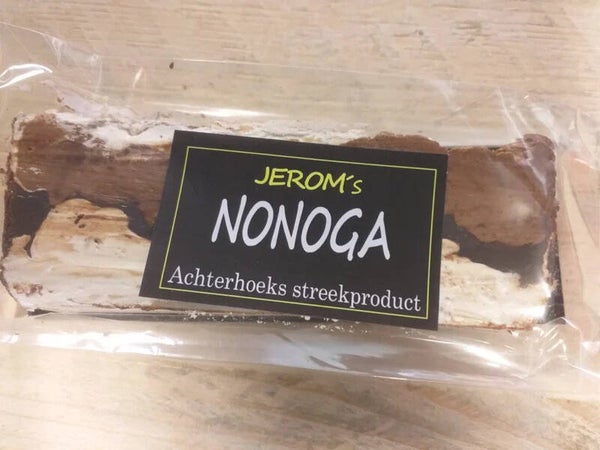 JEROM's
NONOGA
Achterhoeks streekproduct